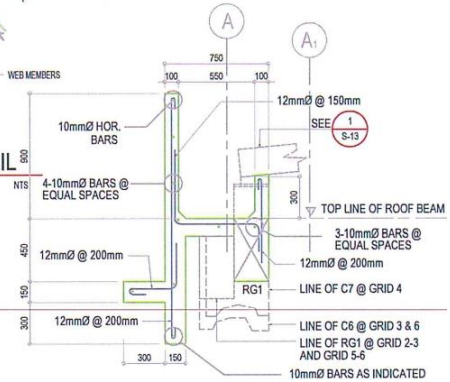 A
A1
750
100 550 100
WEB MEMBERS
12mmØ @ 150mm
10mmØ HOR.
BARS
SEE 1
S-13
900
IL
NTS
4-10mmØ BARS @
EQUAL SPACES
300
TOP LINE OF ROOF BEAM
3-10mmØ BARS @
EQUAL SPACES
450
12mmØ @ 200mm
12mmØ @ 200mm
RG1
LINE OF C7 @ GRID 4
150
300
12mmØ @ 200mm
LINE OF C6 @ GRID 3 & 6
LINE OF RG1 @ GRID 2-3
AND GRID 5-6
300 150
10mmØ BARS AS INDICATED